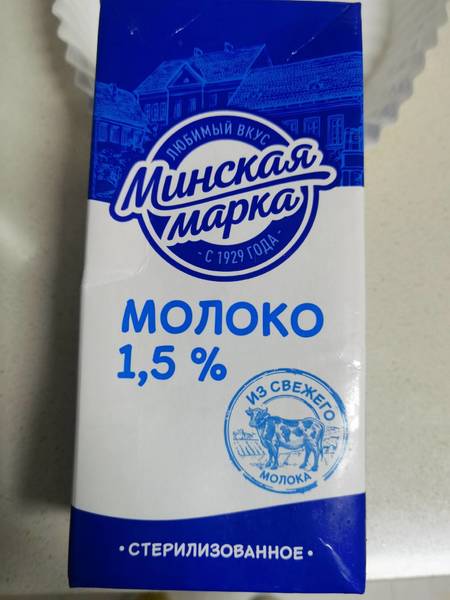 ЛЮБИМЫЙ ВКУС
Минская
марка
- С 1929 ГОДА -
МОЛОКО
1,5 %
ИЗ СВЕЖЕГО
МОЛОКА
• СТЕРИЛИЗОВАННОЕ •